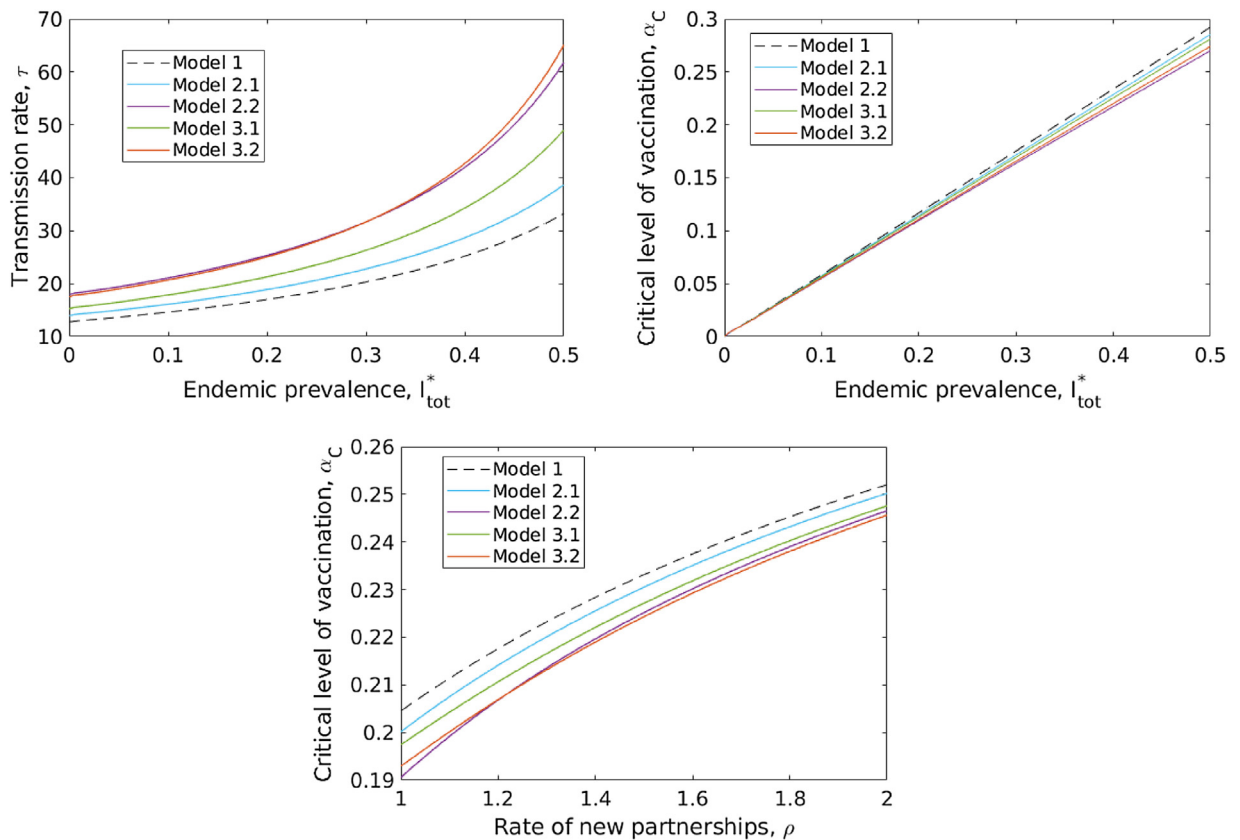 Transmission rate, τ
70
60
50
40
30
20
10
Model 1
Model 2.1
Model 2.2
Model 3.1
Model 3.2
0 0.1 0.2 0.3 0.4 0.5
Endemic prevalence, I*tot
Critical level of vaccination, αC
0.3
0.25
0.2
0.15
0.1
0.05
0
Model 1
Model 2.1
Model 2.2
Model 3.1
Model 3.2
0 0.1 0.2 0.3 0.4 0.5
Endemic prevalence, I*tot
Critical level of vaccination, αC
0.26
0.25
0.24
0.23
0.22
0.21
0.2
0.19
Model 1
Model 2.1
Model 2.2
Model 3.1
Model 3.2
1 1.2 1.4 1.6 1.8 2
Rate of new partnerships, ρ